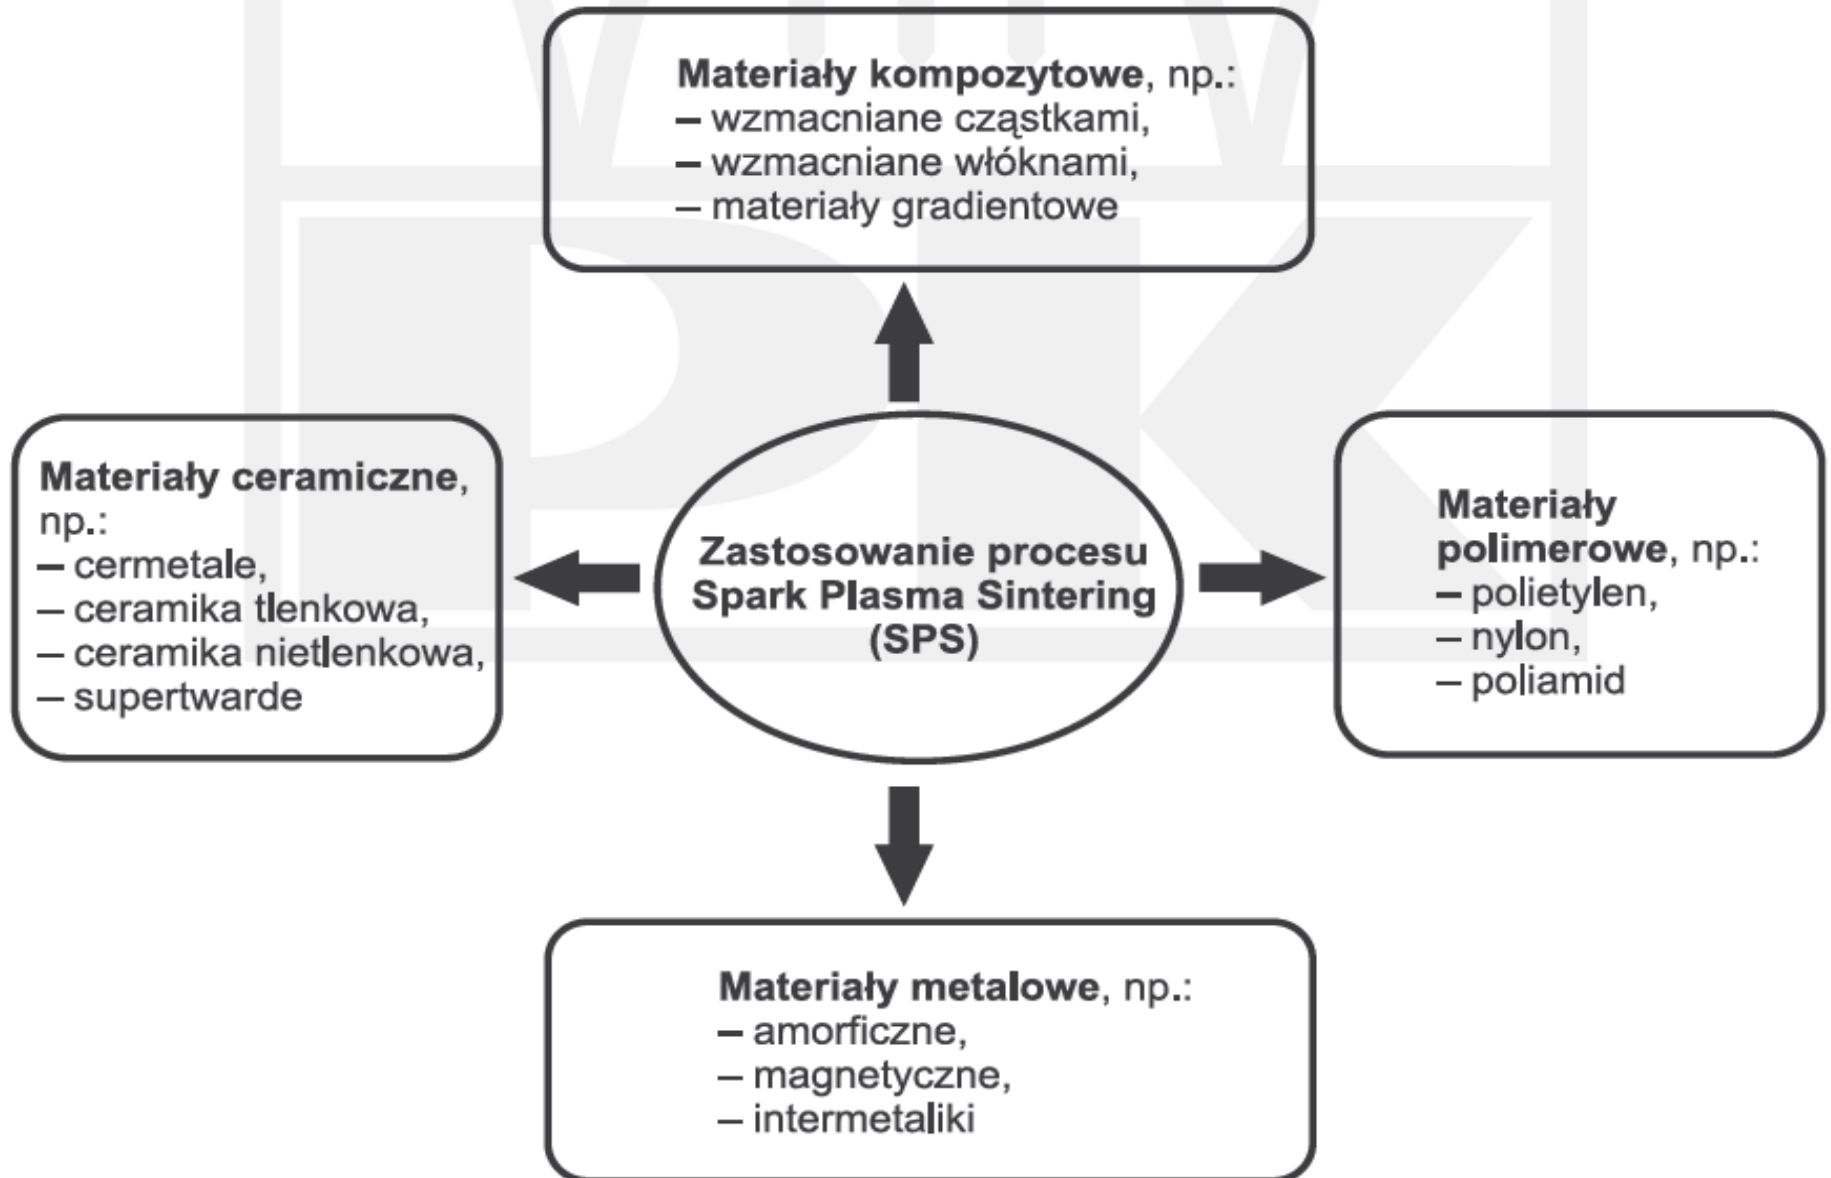 Materiały kompozytowe, np.:
– wzmacniane cząstkami,
– wzmacniane włóknami,
– materiały gradientowe
Materiały ceramiczne,
np.:
– cermetale,
– ceramika tlenkowa,
– ceramika nietlenkowa,
– supertwarde
Zastosowanie procesu
Spark Plasma Sintering
(SPS)
Materiały
polimerowe, np.:
– polietylen,
– nylon,
– poliamid
Materiały metalowe, np.:
– amorficzne,
– magnetyczne,
– intermetaliki
PK